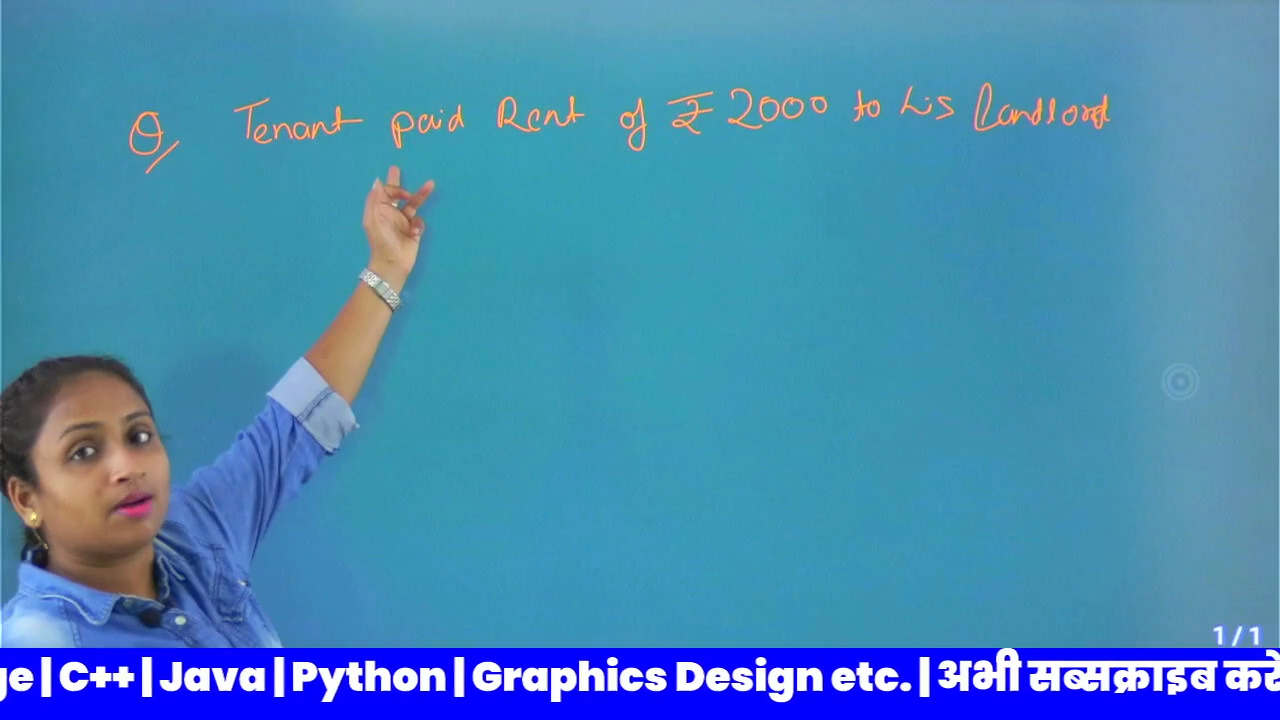 Q/ Tenant paid Rent of ₹ 2000 to his landlord
1/1
ge | C++ | Java | Python | Graphics Design etc. | अभी सब्सक्राइब करे